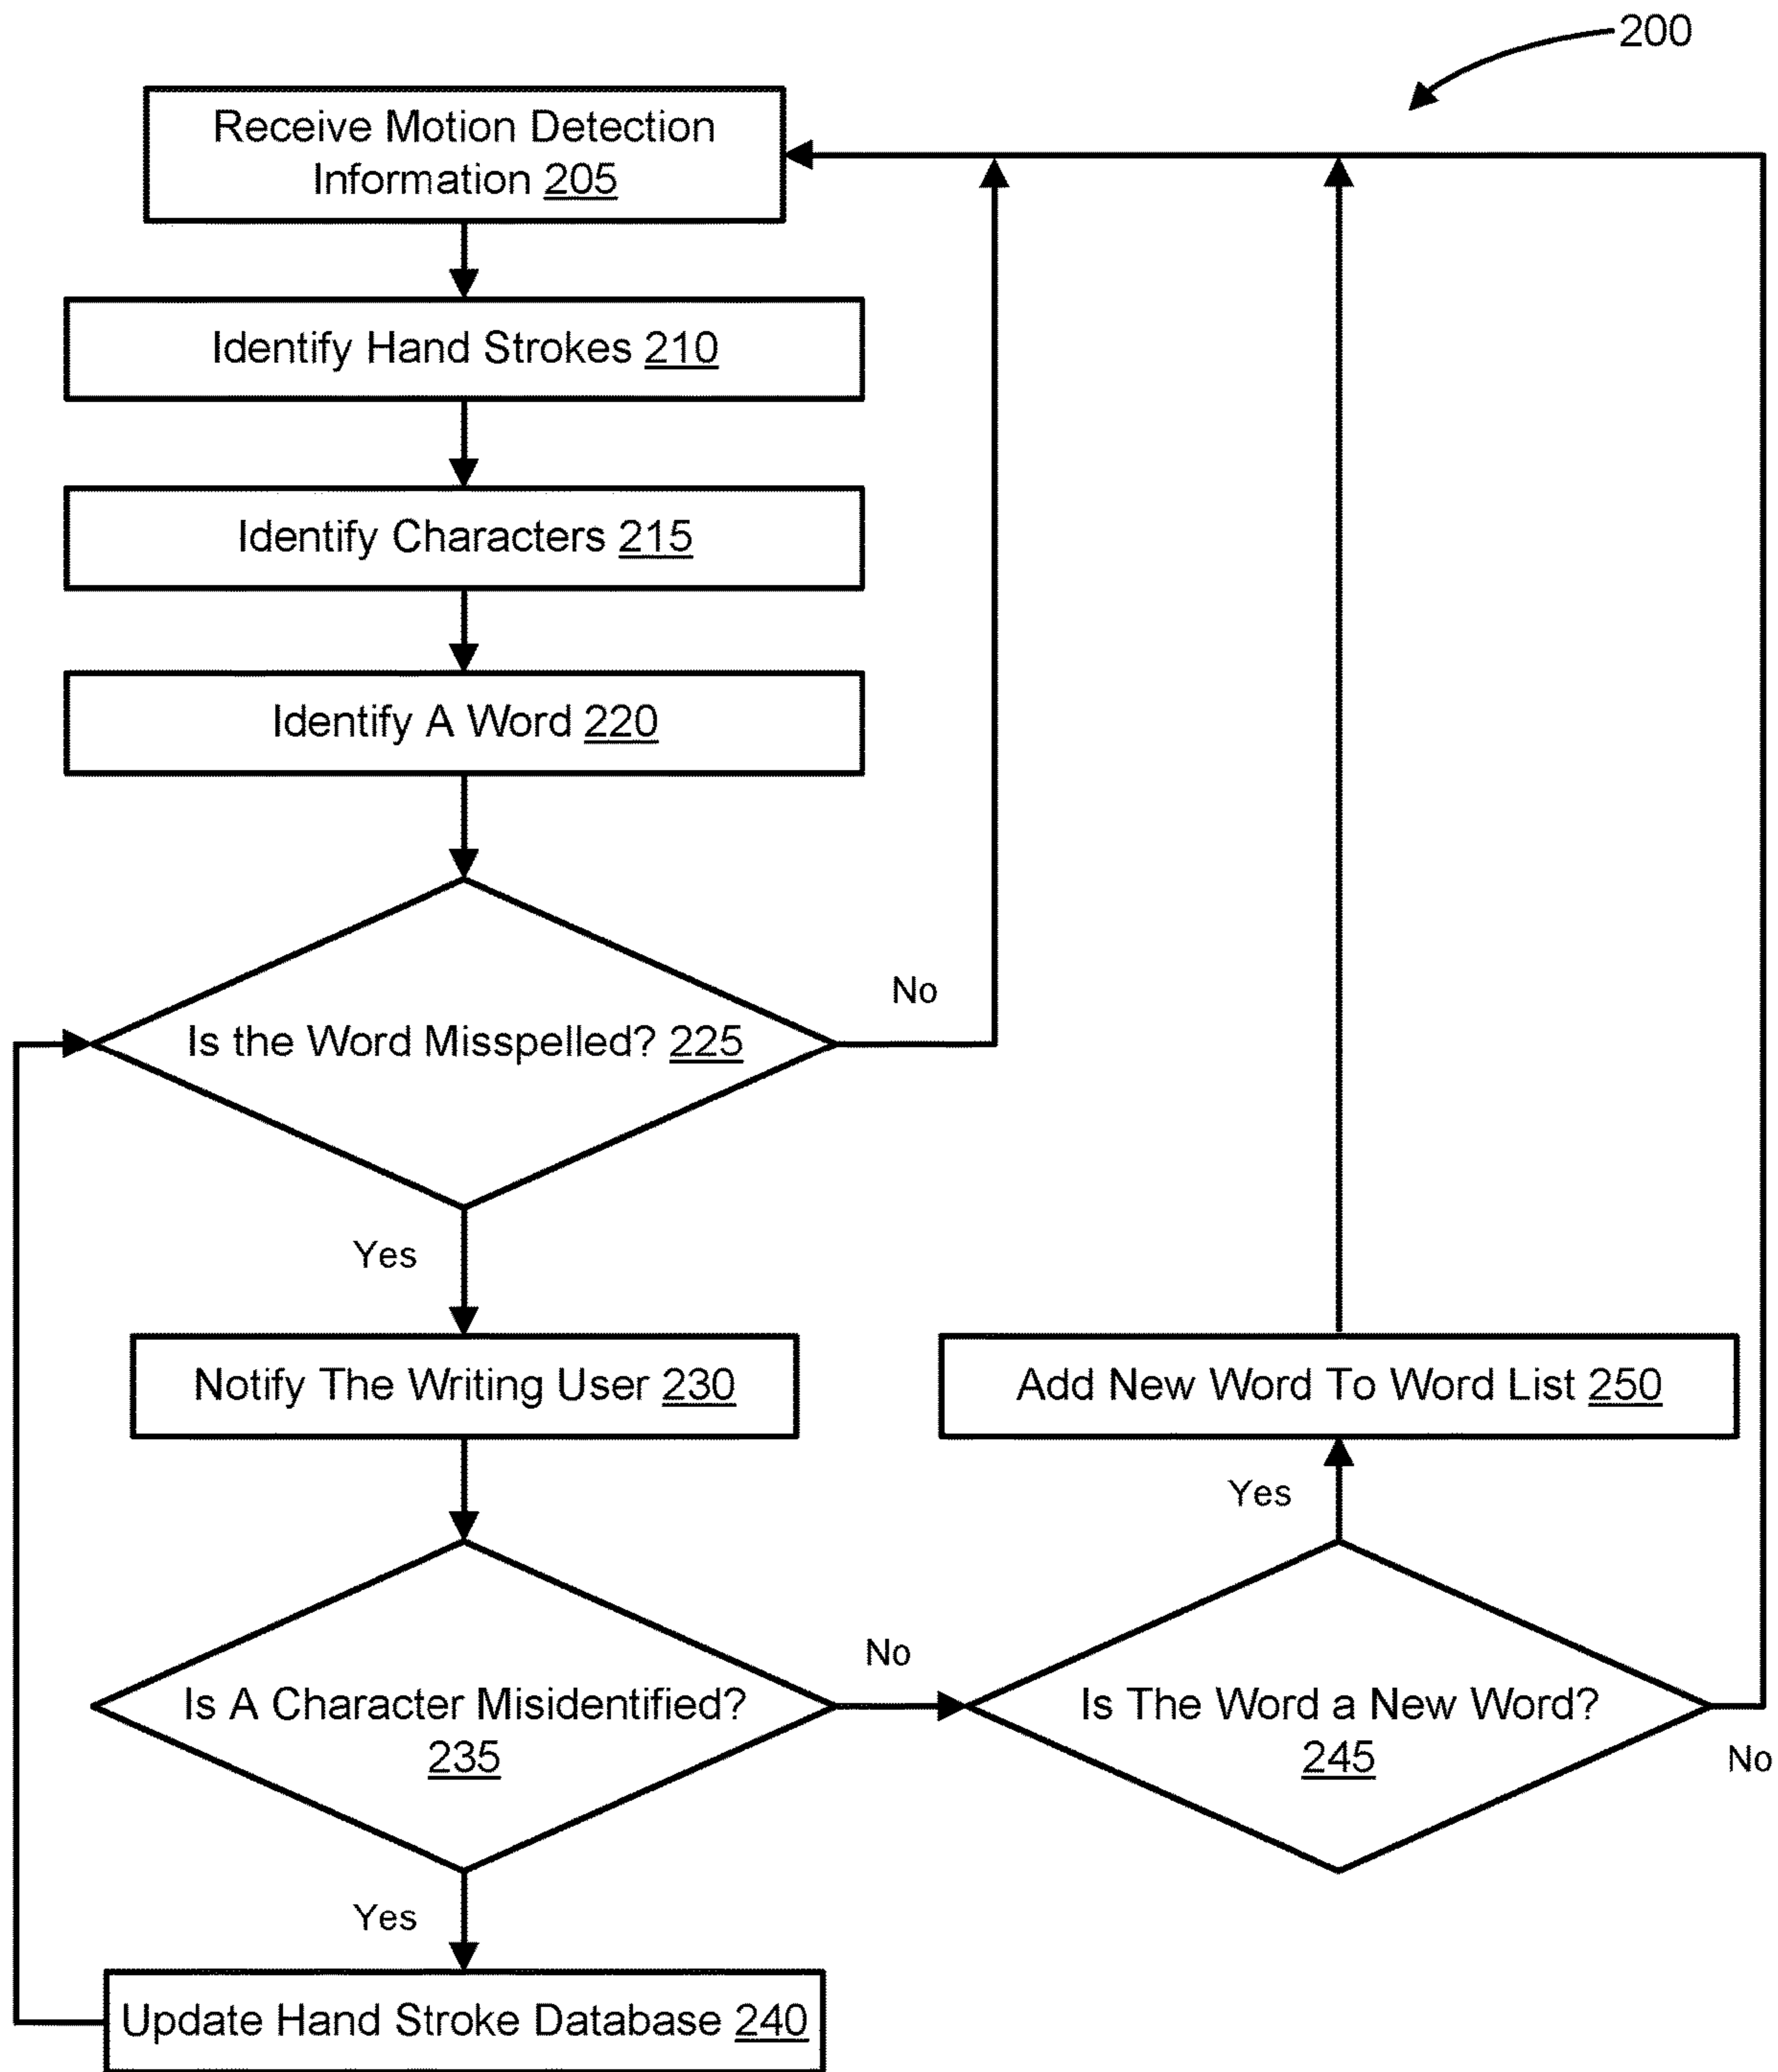 200
Receive Motion Detection
Information 205
Identify Hand Strokes 210
Identify Characters 215
Identify A Word 220
Is the Word Misspelled? 225
No
Yes
Notify The Writing User 230
Add New Word To Word List 250
Yes
Is A Character Misidentified?
235
No
Is The Word a New Word?
245
No
Yes
Update Hand Stroke Database 240